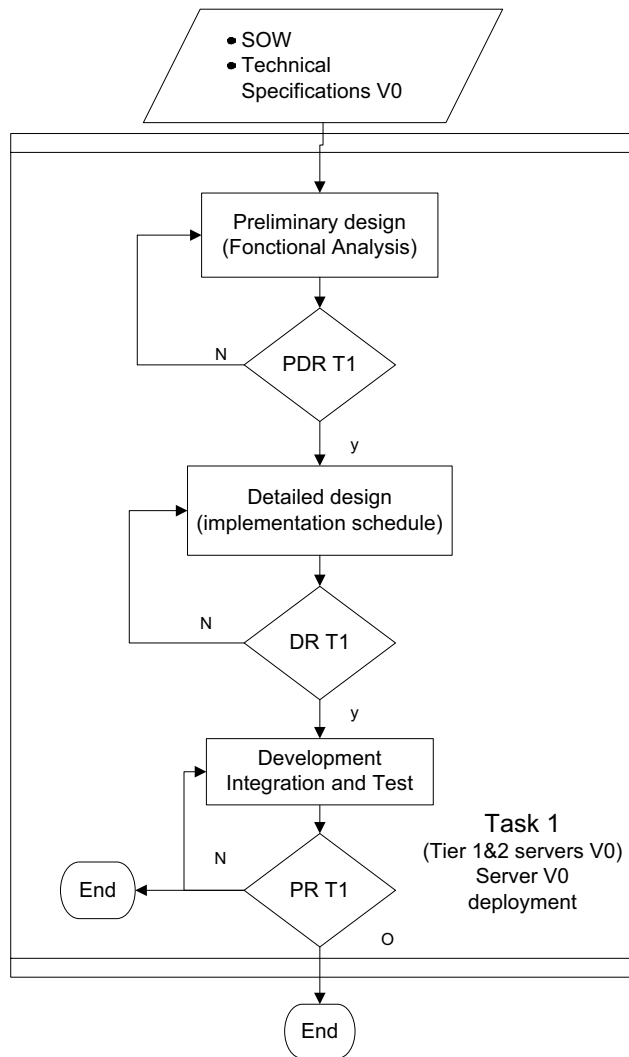 • SOW
• Technical
Specifications V0
Preliminary design
(Fonctional Analysis)
N
PDR T1
y
Detailed design
(implementation schedule)
N
DR T1
y
Development
Integration and Test
Task 1
(Tier 1&2 servers V0)
Server V0
deployment
N
End
PR T1
O
End